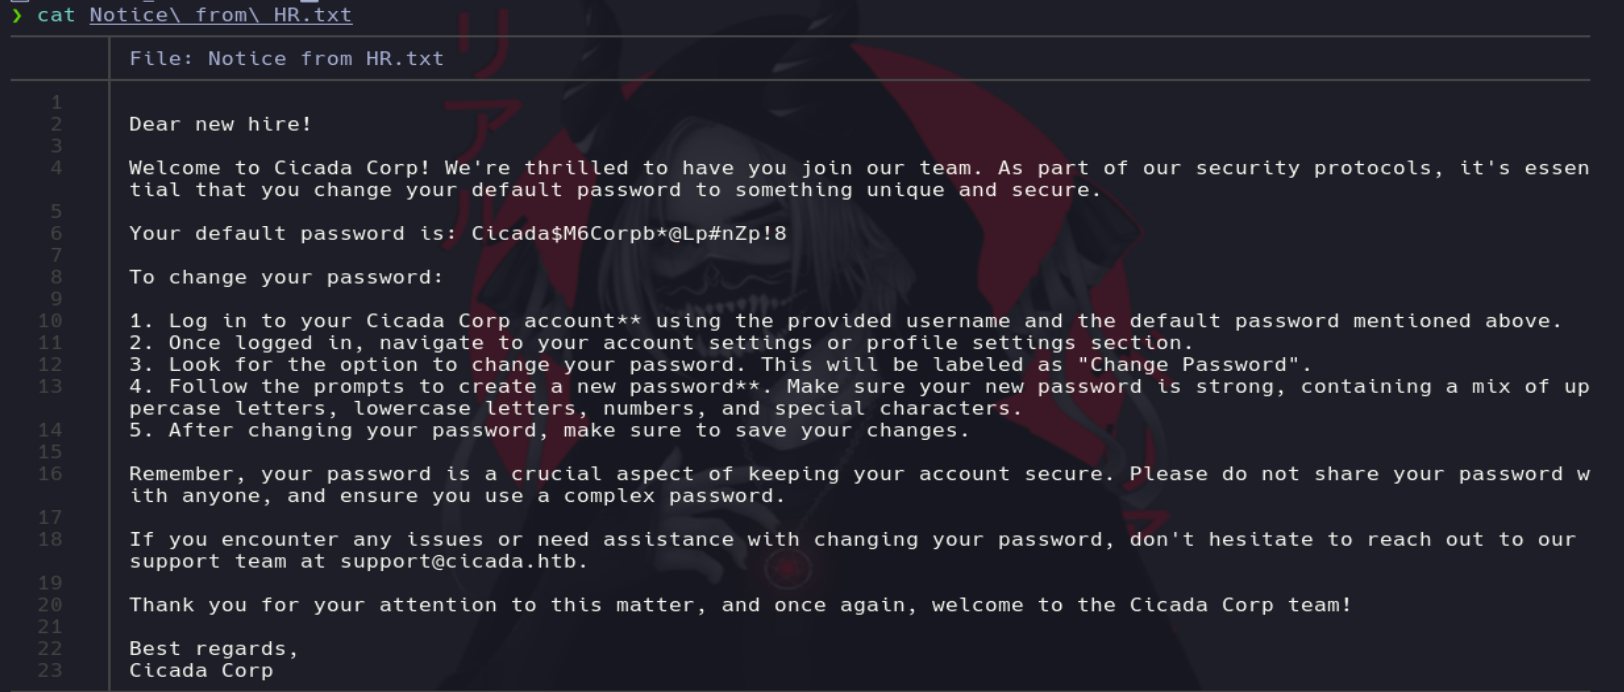 ❯ cat Notice\ from\ HR.txt
File: Notice from HR.txt
1
2 Dear new hire!
3
4 Welcome to Cicada Corp! We're thrilled to have you join our team. As part of our security protocols, it's essen
tial that you change your default password to something unique and secure.
5
6 Your default password is: Cicada$M6Corpb*@Lp#nZp!8
7
8 To change your password:
9
10 1. Log in to your Cicada Corp account** using the provided username and the default password mentioned above.
11 2. Once logged in, navigate to your account settings or profile settings section.
12 3. Look for the option to change your password. This will be labeled as "Change Password".
13 4. Follow the prompts to create a new password**. Make sure your new password is strong, containing a mix of up
percase letters, lowercase letters, numbers, and special characters.
14 5. After changing your password, make sure to save your changes.
15
16 Remember, your password is a crucial aspect of keeping your account secure. Please do not share your password w
ith anyone, and ensure you use a complex password.
17
18 If you encounter any issues or need assistance with changing your password, don't hesitate to reach out to our
support team at support@cicada.htb.
19
20 Thank you for your attention to this matter, and once again, welcome to the Cicada Corp team!
21
22 Best regards,
23 Cicada Corp
リアル